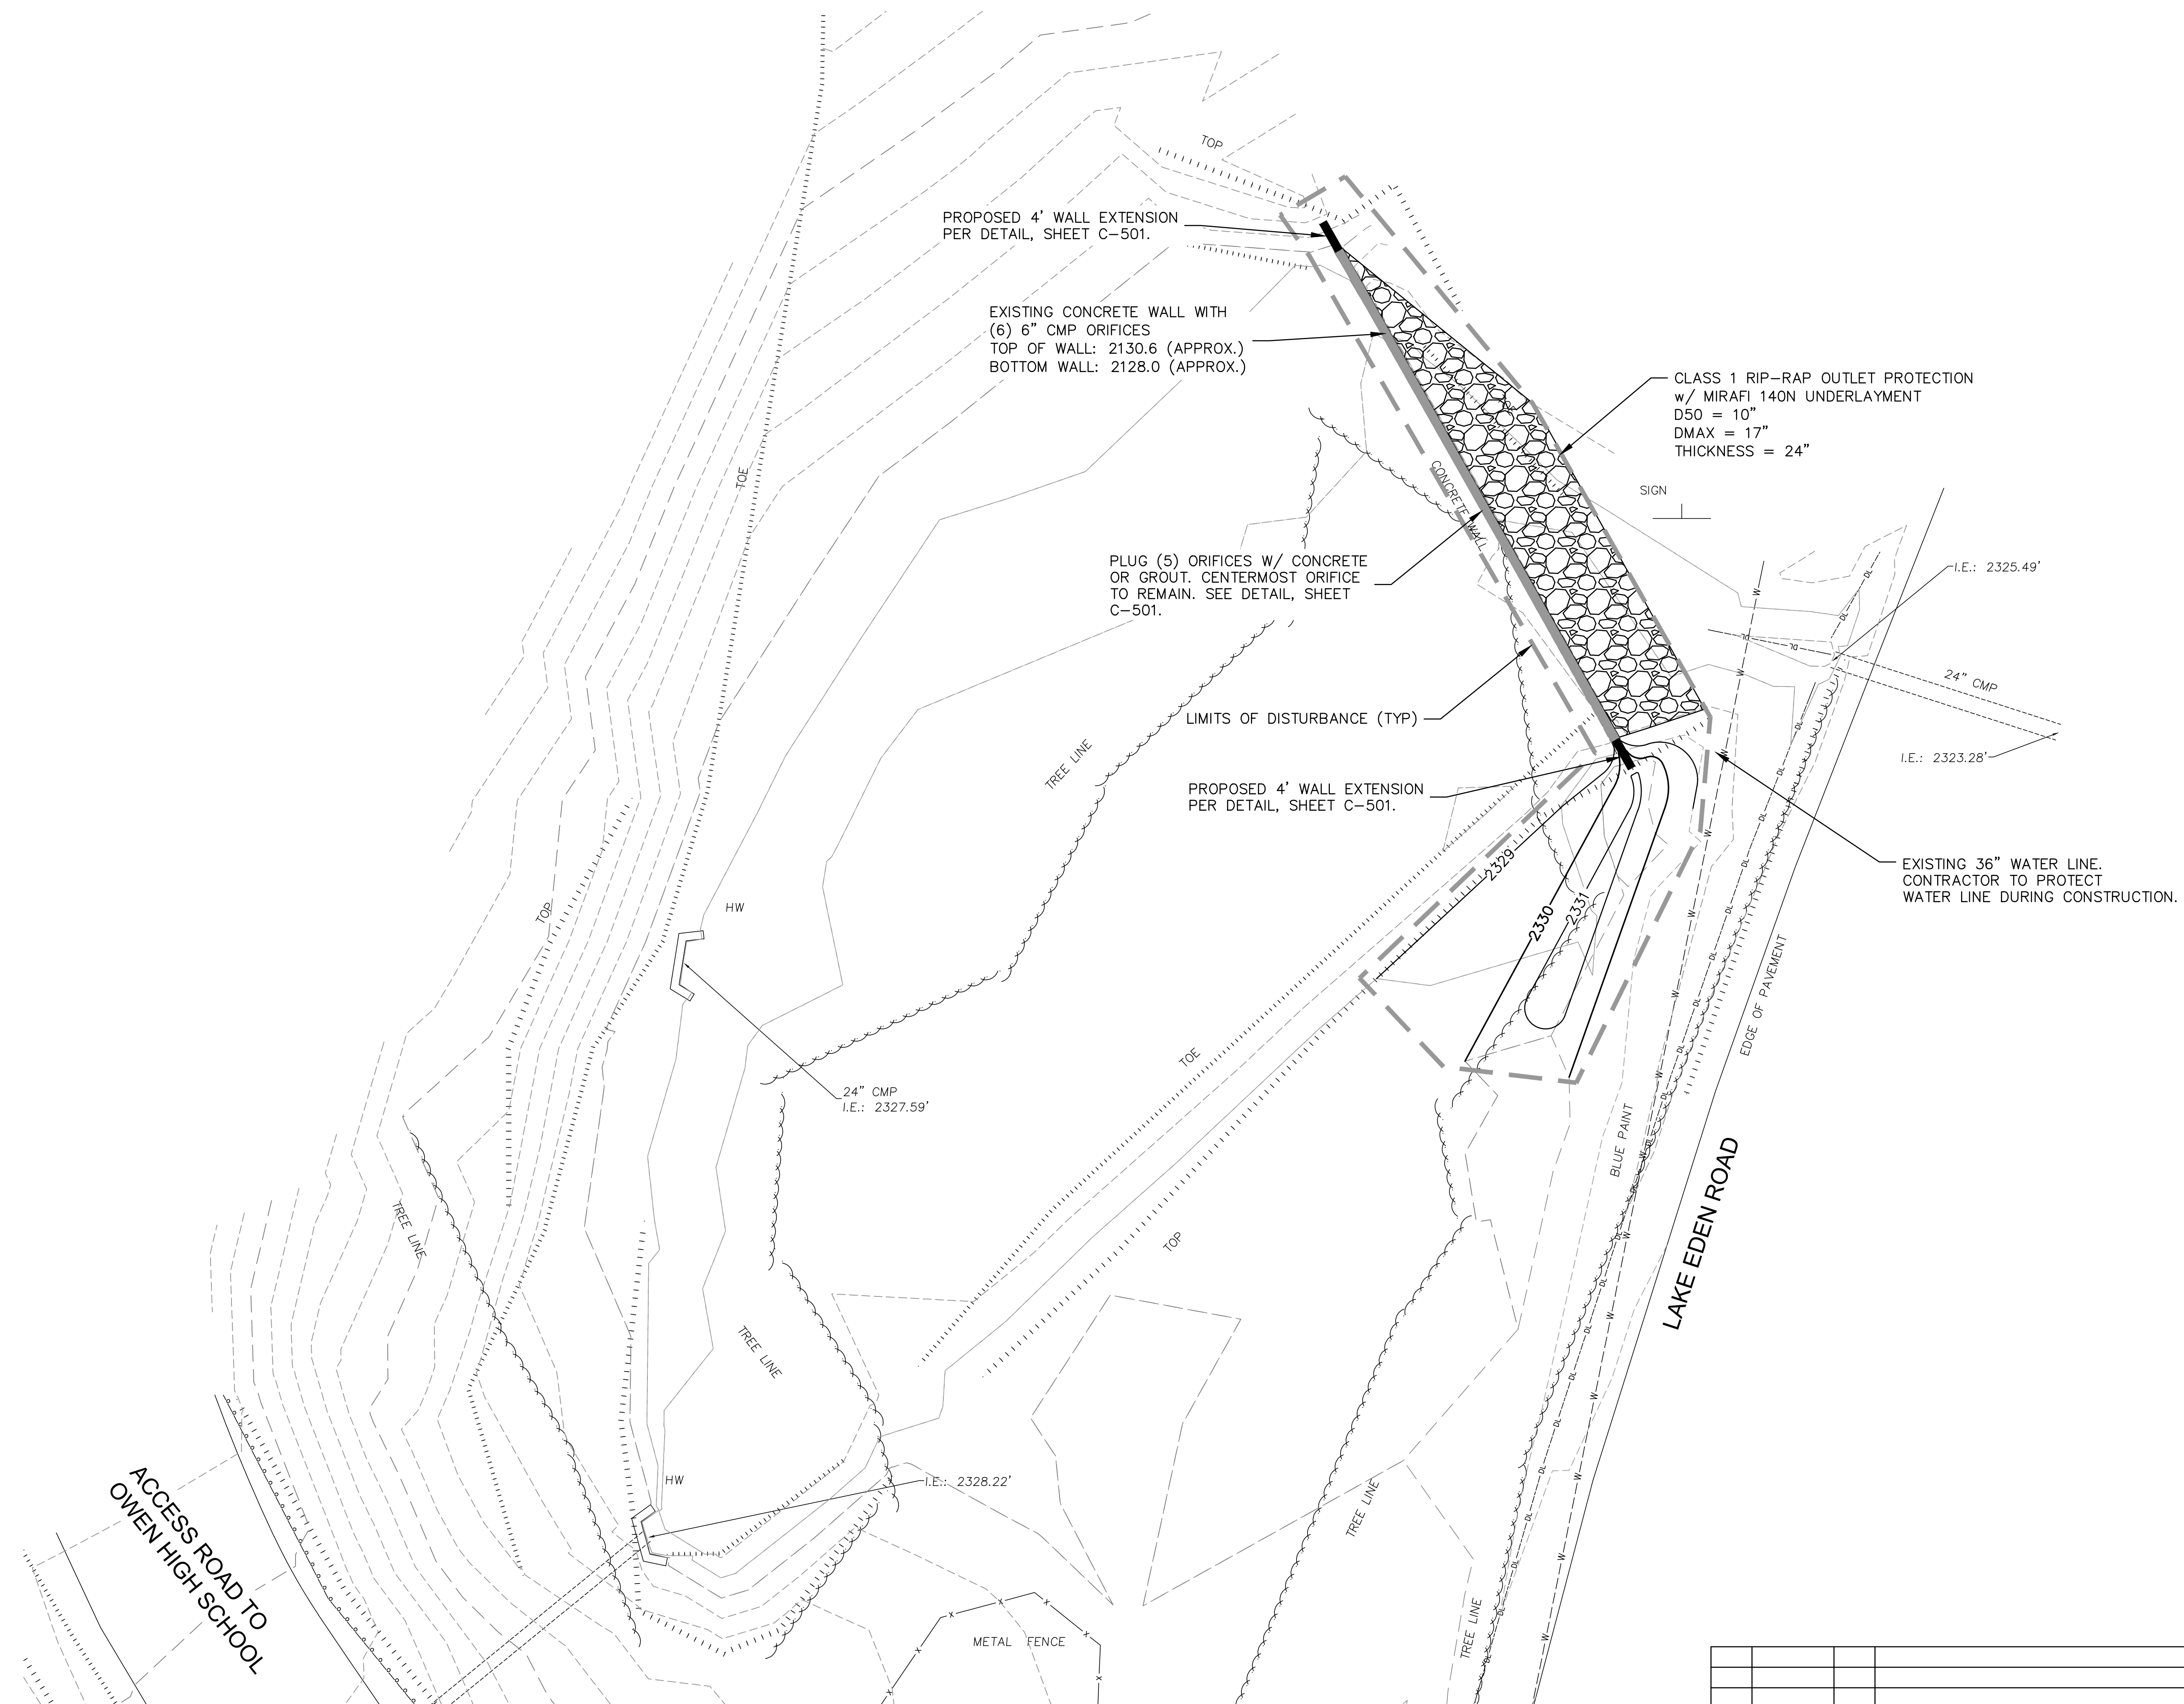 TOP
PROPOSED 4' WALL EXTENSION
PER DETAIL, SHEET C-501.
EXISTING CONCRETE WALL WITH
(6) 6" CMP ORIFICES
TOP OF WALL: 2130.6 (APPROX.)
BOTTOM WALL: 2128.0 (APPROX.)
CLASS 1 RIP-RAP OUTLET PROTECTION
w/ MIRAFI 140N UNDERLAYMENT
D50 = 10"
DMAX = 17"
THICKNESS = 24"
TOE
CONCRETE WALL
SIGN
PLUG (5) ORIFICES W/ CONCRETE
OR GROUT. CENTERMOST ORIFICE
TO REMAIN. SEE DETAIL, SHEET
C-501.
I.E.: 2325.49'
24" CMP
I.E.: 2323.28'
LIMITS OF DISTURBANCE (TYP)
TREE LINE
PROPOSED 4' WALL EXTENSION
PER DETAIL, SHEET C-501.
2329
2330
2331
EXISTING 36" WATER LINE.
CONTRACTOR TO PROTECT
WATER LINE DURING CONSTRUCTION.
TOP
HW
EDGE OF PAVEMENT
TOE
24" CMP
I.E.: 2327.59'
BLUE PAINT
LAKE EDEN ROAD
TREE LINE
TOP
TREE LINE
HW
I.E.: 2328.22'
TREE LINE
ACCESS ROAD TO
OWEN HIGH SCHOOL
METAL FENCE
TREE LINE
W
DL